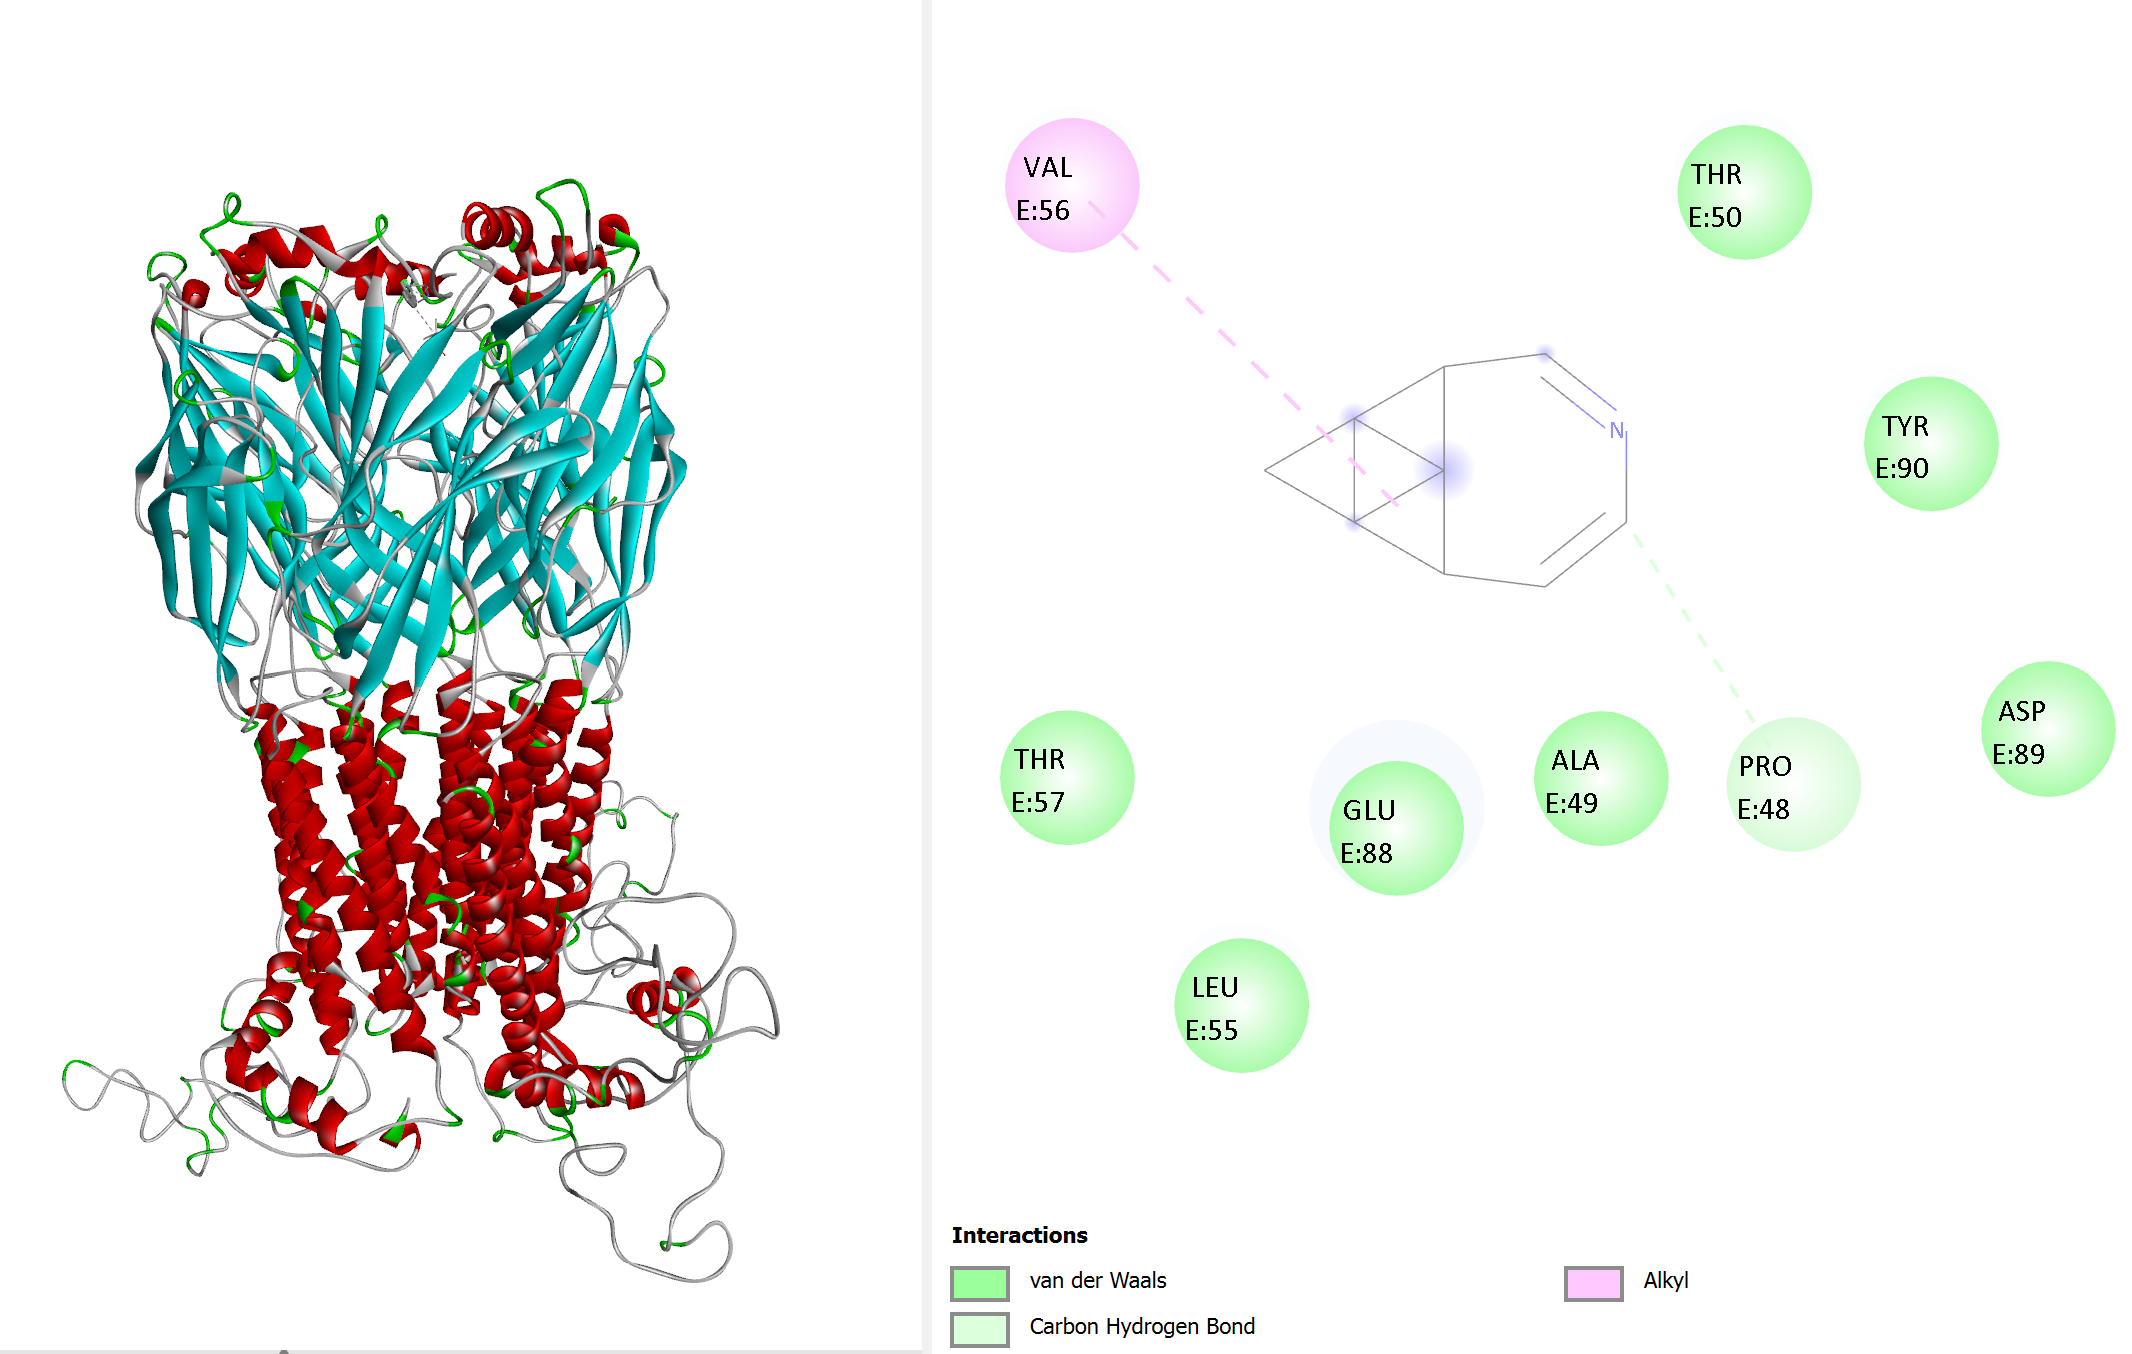 VAL
E:56
THR
E:50
N
TYR
E:90
THR
E:57
GLU
E:88
ALA
E:49
PRO
E:48
ASP
E:89
LEU
E:55
Interactions
van der Waals
Alkyl
Carbon Hydrogen Bond